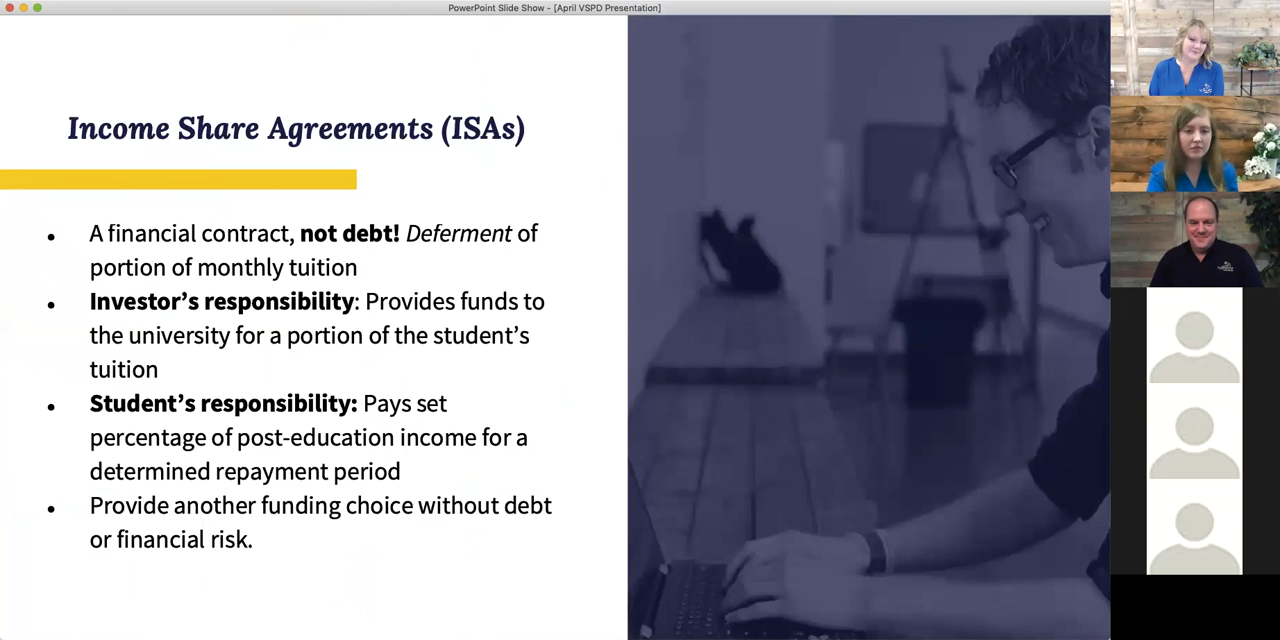 PowerPoint Slide Show - [April VSPD Presentation]
Income Share Agreements (ISAs)
• A financial contract, not debt! Deferment of
portion of monthly tuition
• Investor's responsibility: Provides funds to
the university for a portion of the student's
tuition
• Student's responsibility: Pays set
percentage of post-education income for a
determined repayment period
• Provide another funding choice without debt
or financial risk.